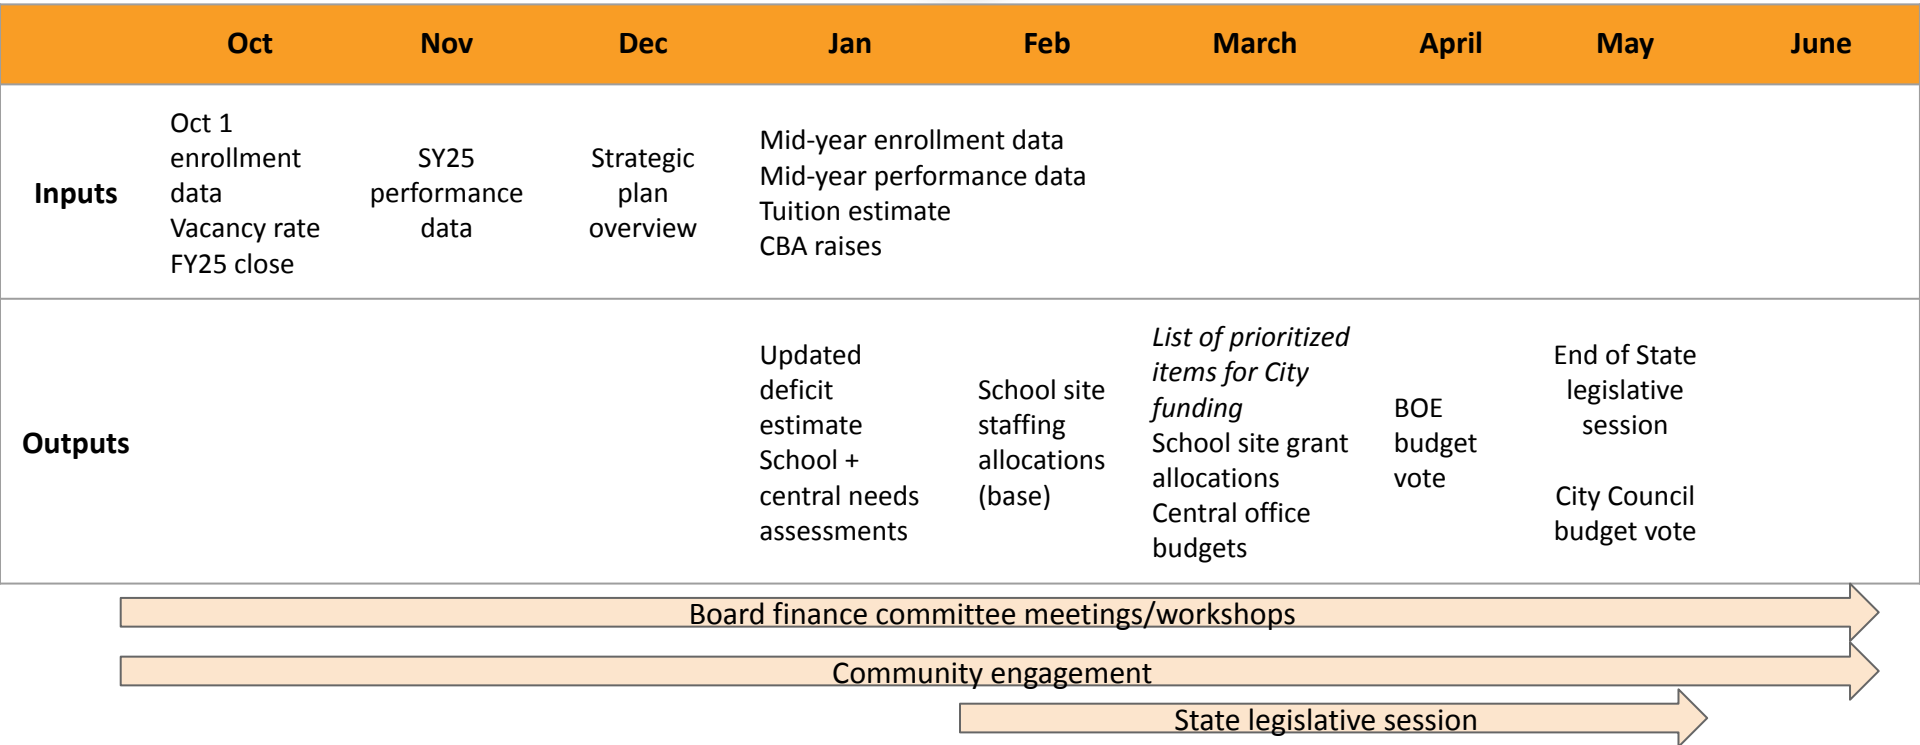 Oct Nov Dec Jan Feb March April May June
Inputs
Oct 1
enrollment
data
Vacancy rate
FY25 close
SY25
performance
data
Strategic
plan
overview
Mid-year enrollment data
Mid-year performance data
Tuition estimate
CBA raises
Outputs
Updated
deficit
estimate
School +
central needs
assessments
School site
staffing
allocations
(base)
List of prioritized
items for City
funding
School site grant
allocations
Central office
budgets
BOE
budget
vote
End of State
legislative
session
City Council
budget vote
Board finance committee meetings/workshops
Community engagement
State legislative session